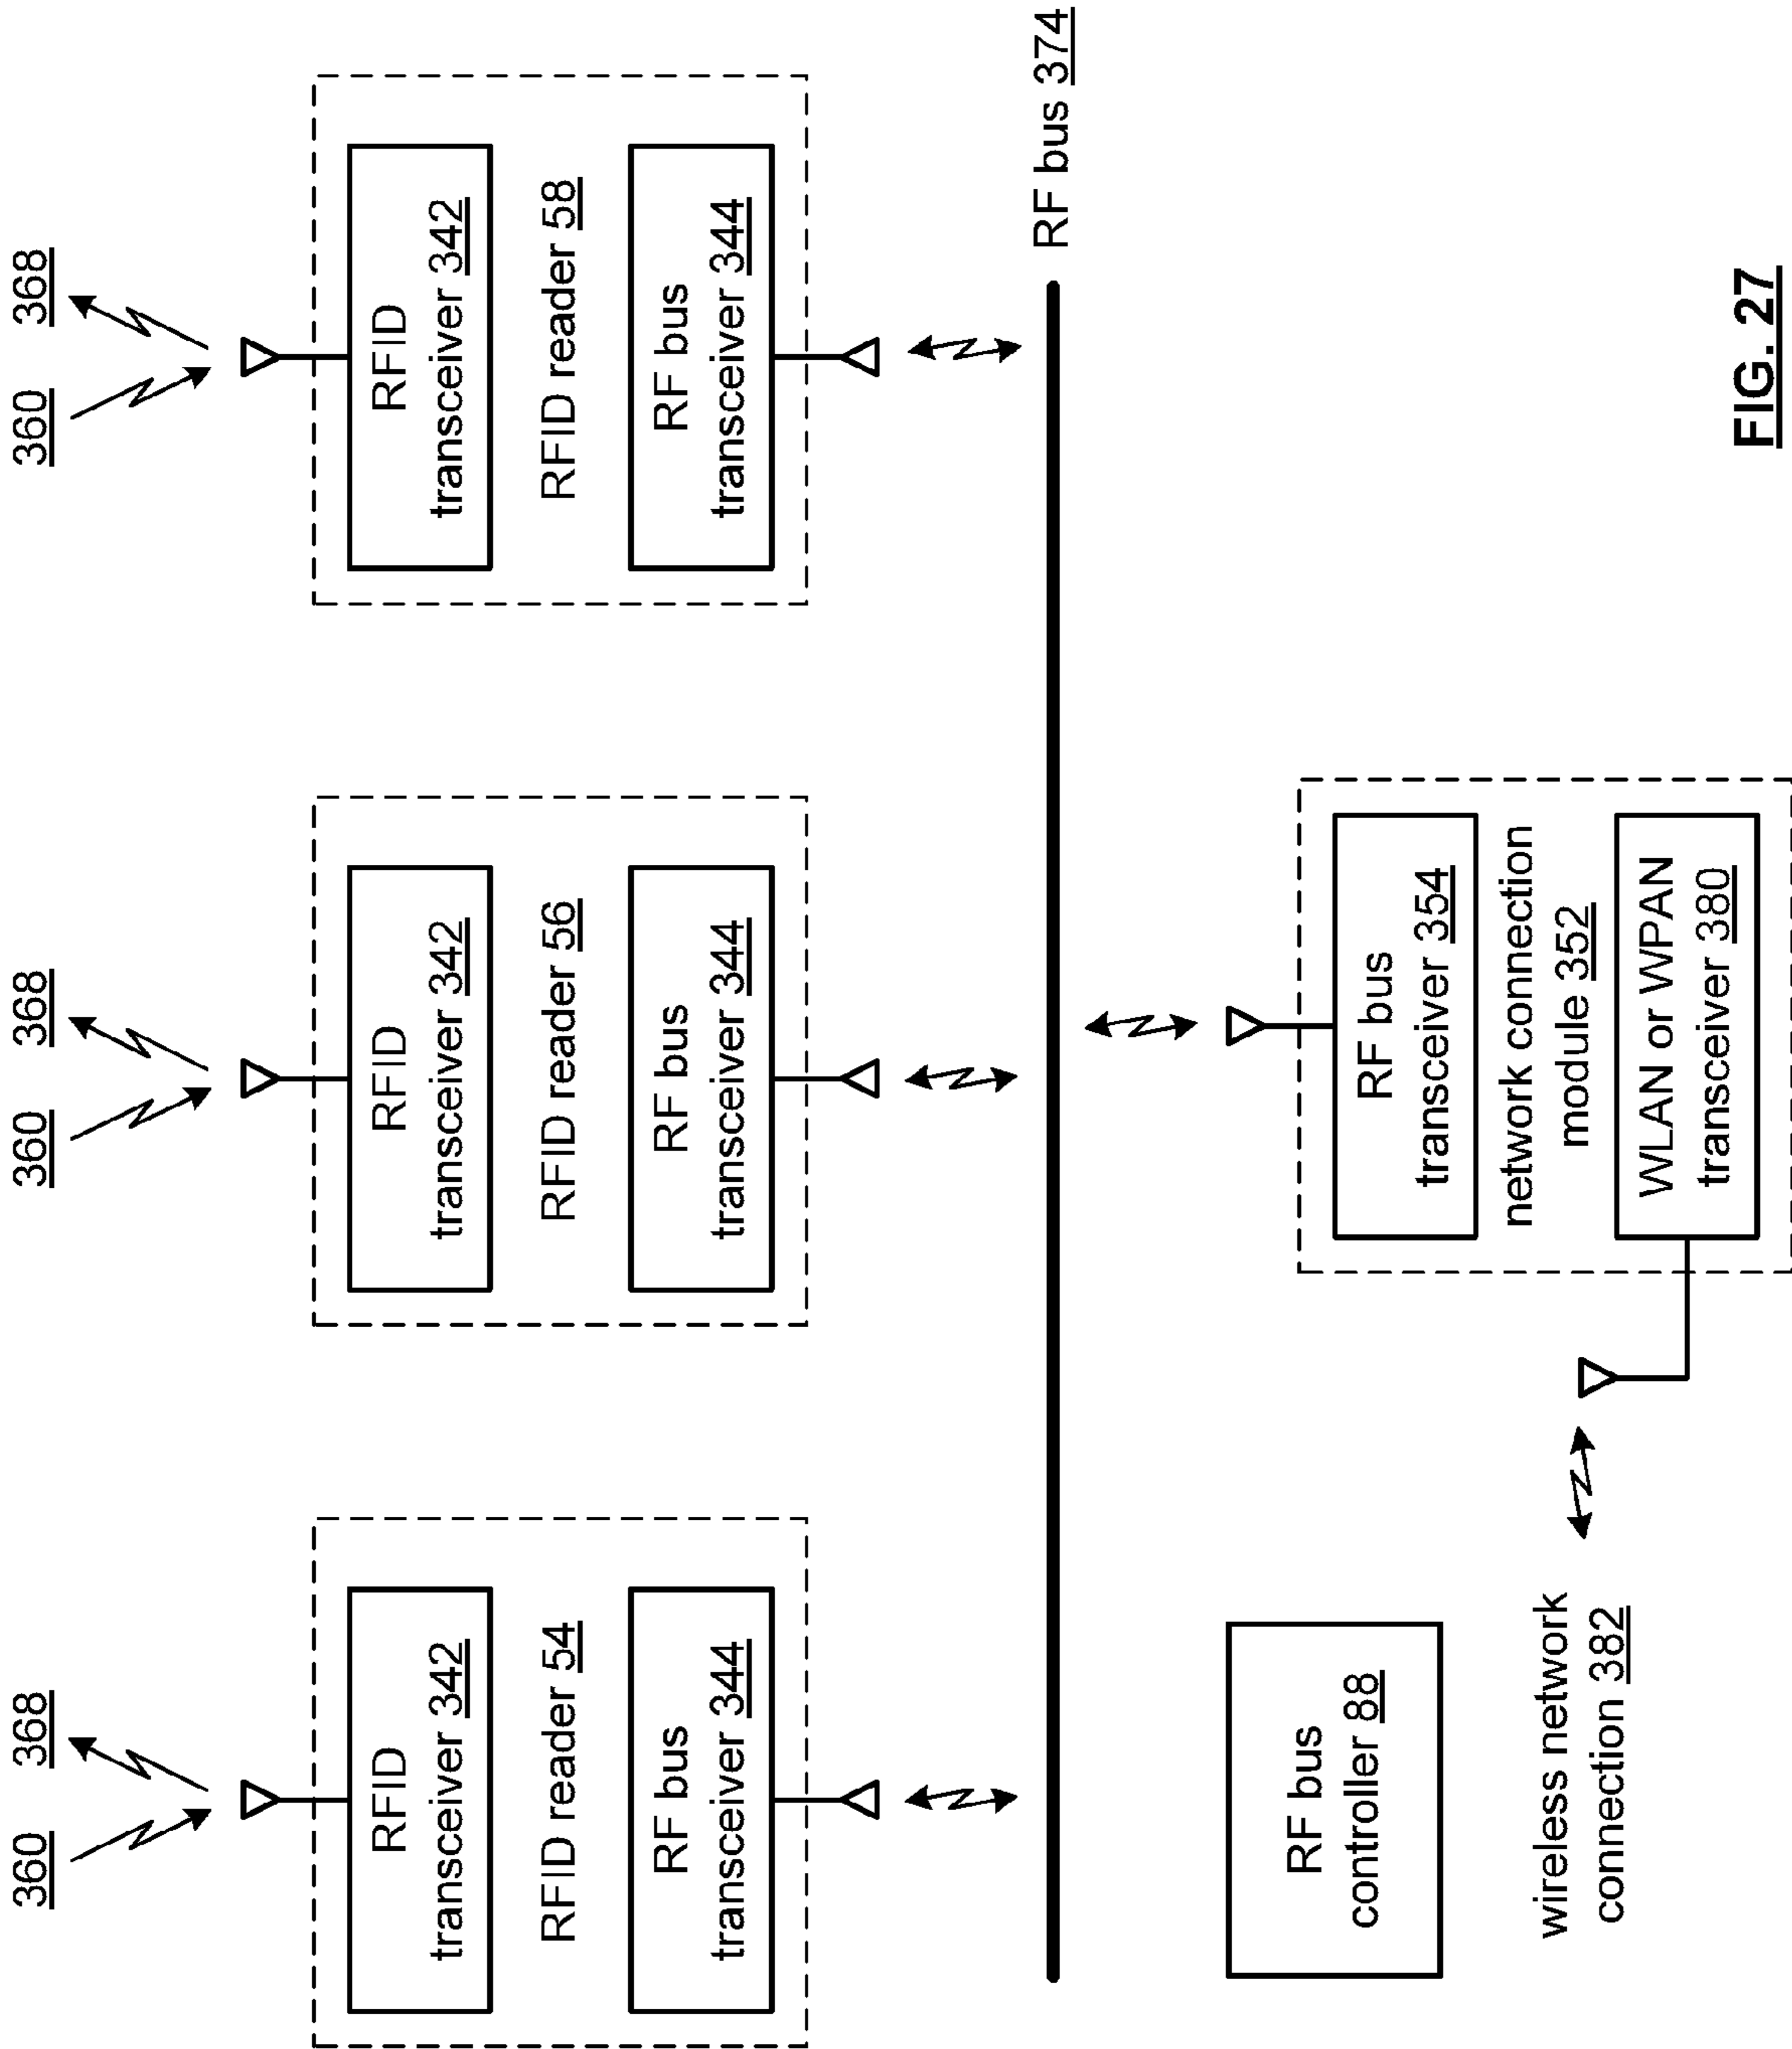 360 368
360 368
360 368
RFID
transceiver 342
RFID reader 54
RF bus
transceiver 344
RFID
transceiver 342
RFID reader 56
RF bus
transceiver 344
RFID
transceiver 342
RFID reader 58
RF bus
transceiver 344
RF bus 374
RF bus
controller 88
wireless network
connection 382
RF bus
transceiver 354
network connection
module 352
WLAN or WPAN
transceiver 380
FIG. 27